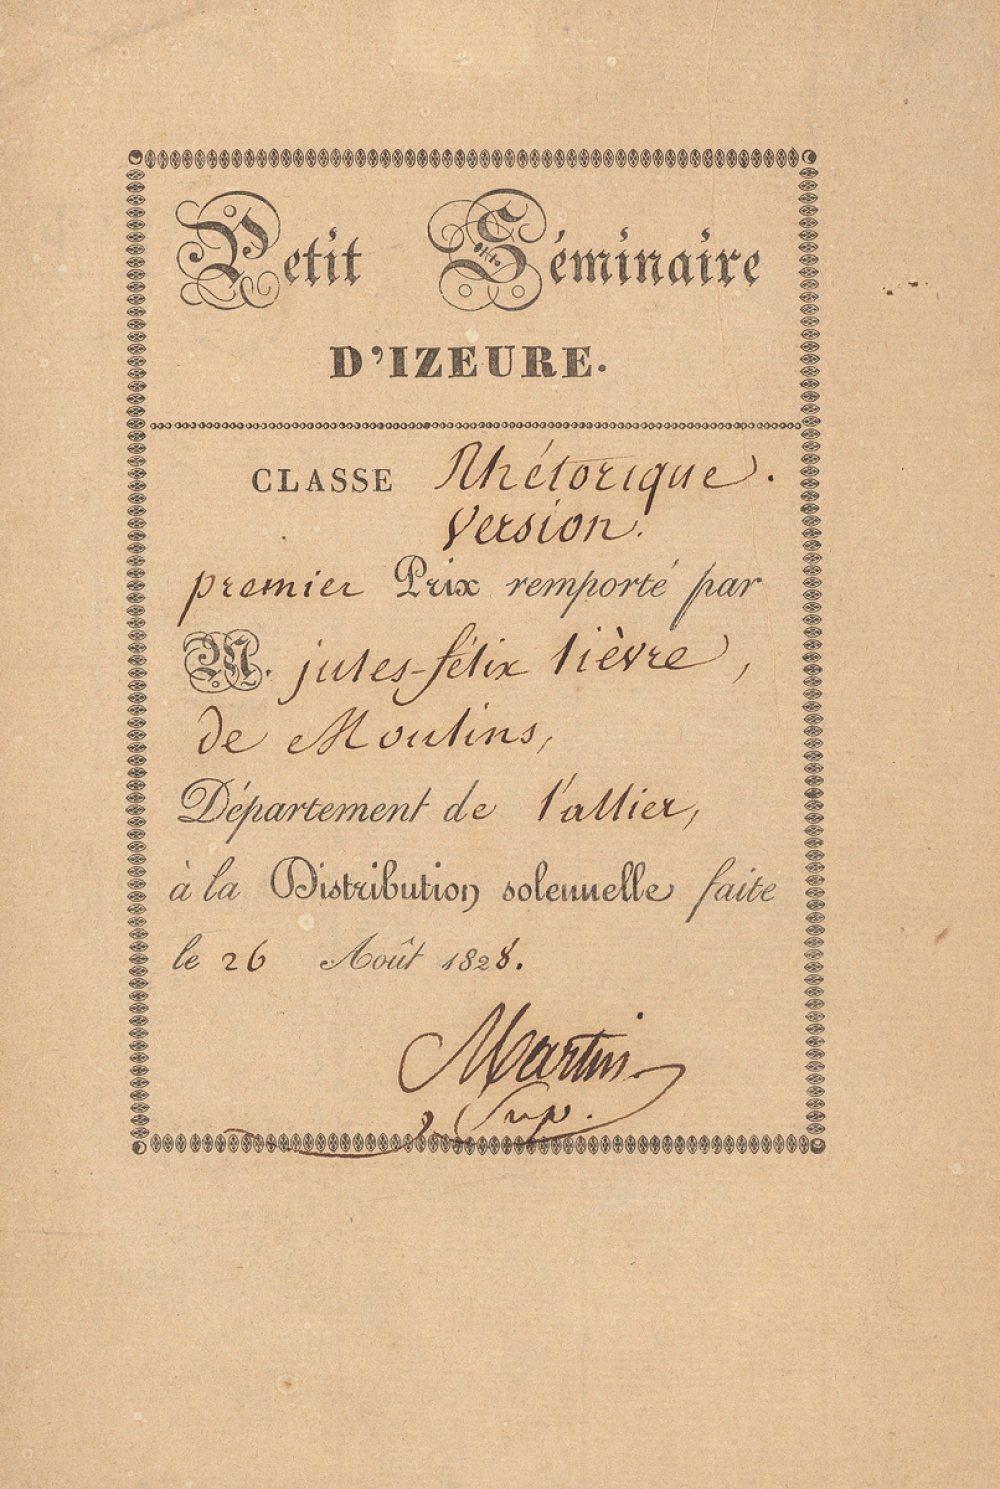 Petit Séminaire
D'IZEURE.
CLASSE Rhétorique.
Version.
premier Prix remporté par
M. jules-félix lièvre,
de Moulins,
Département de l'allier,
à la Distribution solennelle faite
le 26 Août 1828.
Martin
Sup.